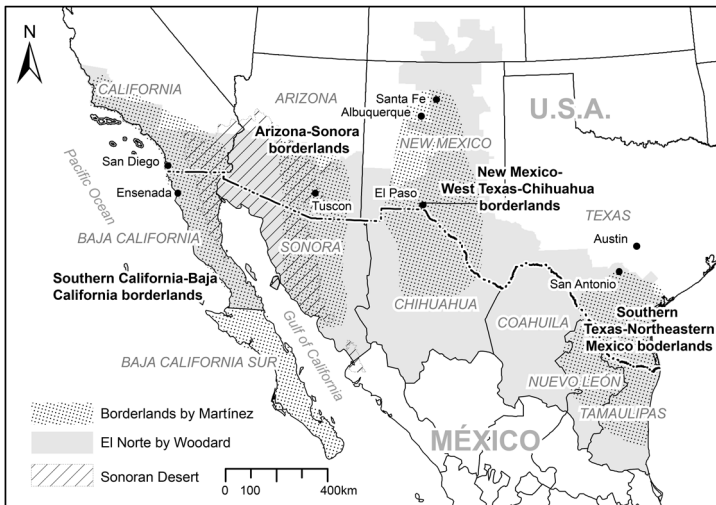 N
CALIFORNIA
ARIZONA
Santa Fe
Albuquerque
U.S.A.
Arizona-Sonora
borderlands
NEW MEXICO
San Diego
New Mexico-
West Texas-Chihuahua
borderlands
Pacific Ocean
Ensenada
El Paso
Tuscon
TEXAS
BAJA CALIFORNIA
SONORA
Austin
San Antonio
Southern California-Baja
California borderlands
CHIHUAHUA
COAHUILA
Southern
Texas-Northeastern
Mexico boderlands
Gulf of California
BAJA CALIFORNIA SUR
NUEVO LEÓN
TAMAULIPAS
MÉXICO
Borderlands by Martínez
El Norte by Woodard
Sonoran Desert
0 100 400km